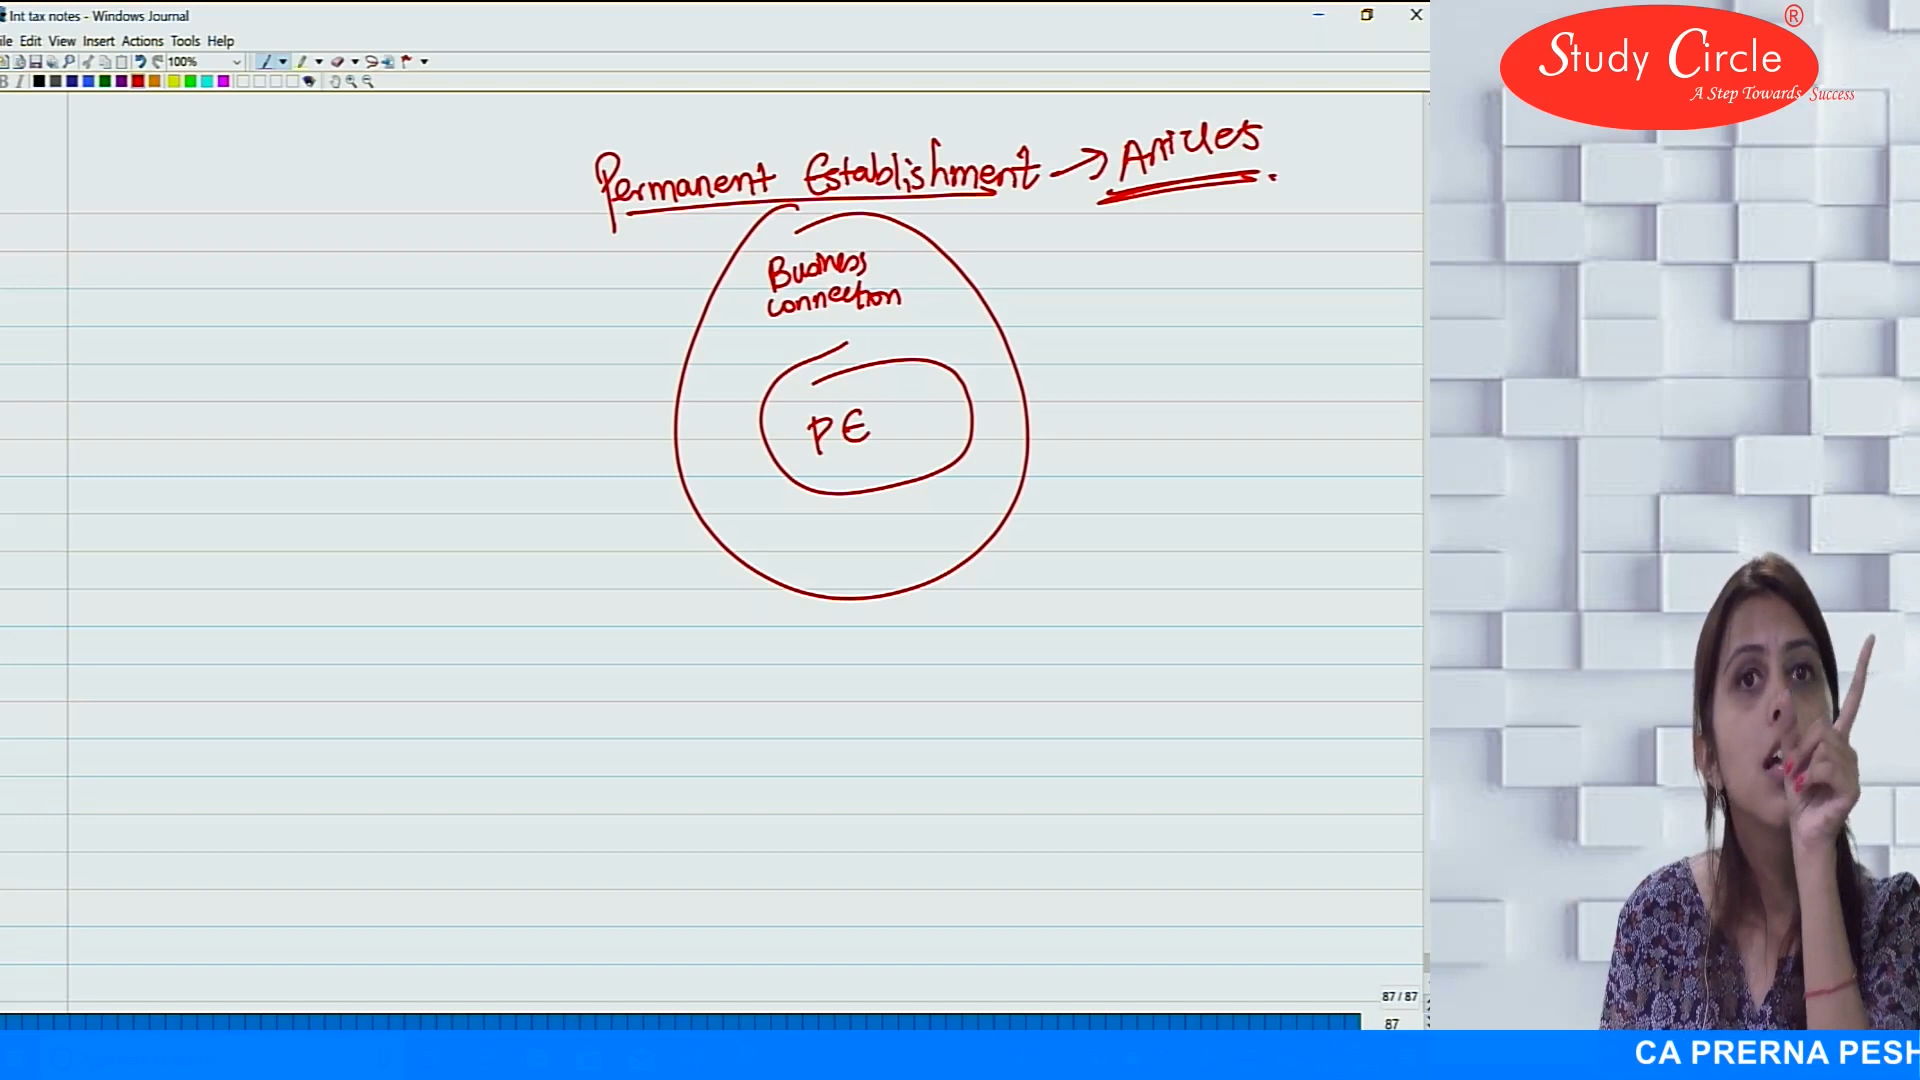 Int tax notes - Windows Journal
ile Edit View Insert Actions Tools Help
100%
B I
Study Circle ®
A Step Towards Success
Permanent Establishment → Articles.
Business
connection
PE
87 / 87
87
CA PRERNA PESH